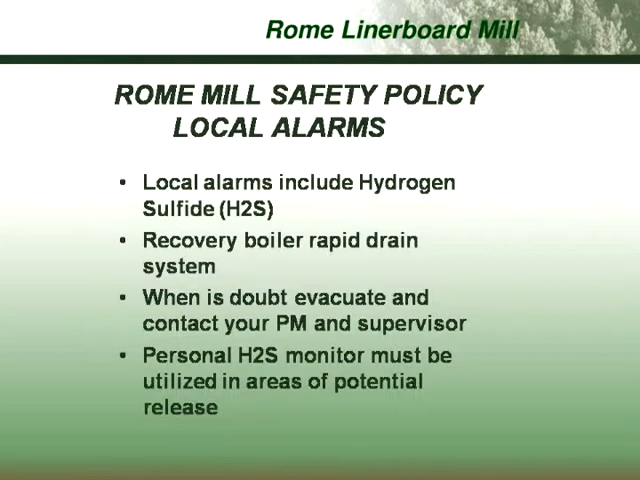 Rome Linerboard Mill
ROME MILL SAFETY POLICY
LOCAL ALARMS
• Local alarms include Hydrogen
Sulfide (H2S)
• Recovery boiler rapid drain
system
• When is doubt evacuate and
contact your PM and supervisor
• Personal H2S monitor must be
utilized in areas of potential
release